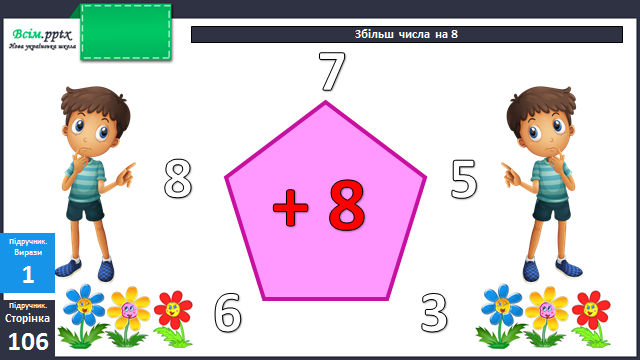 Всім.pptx
Нова українська школа
Збільш числа на 8
7
8
5
+ 8
6
3
Підручник.
Вирази
1
Підручник.
Сторінка
106